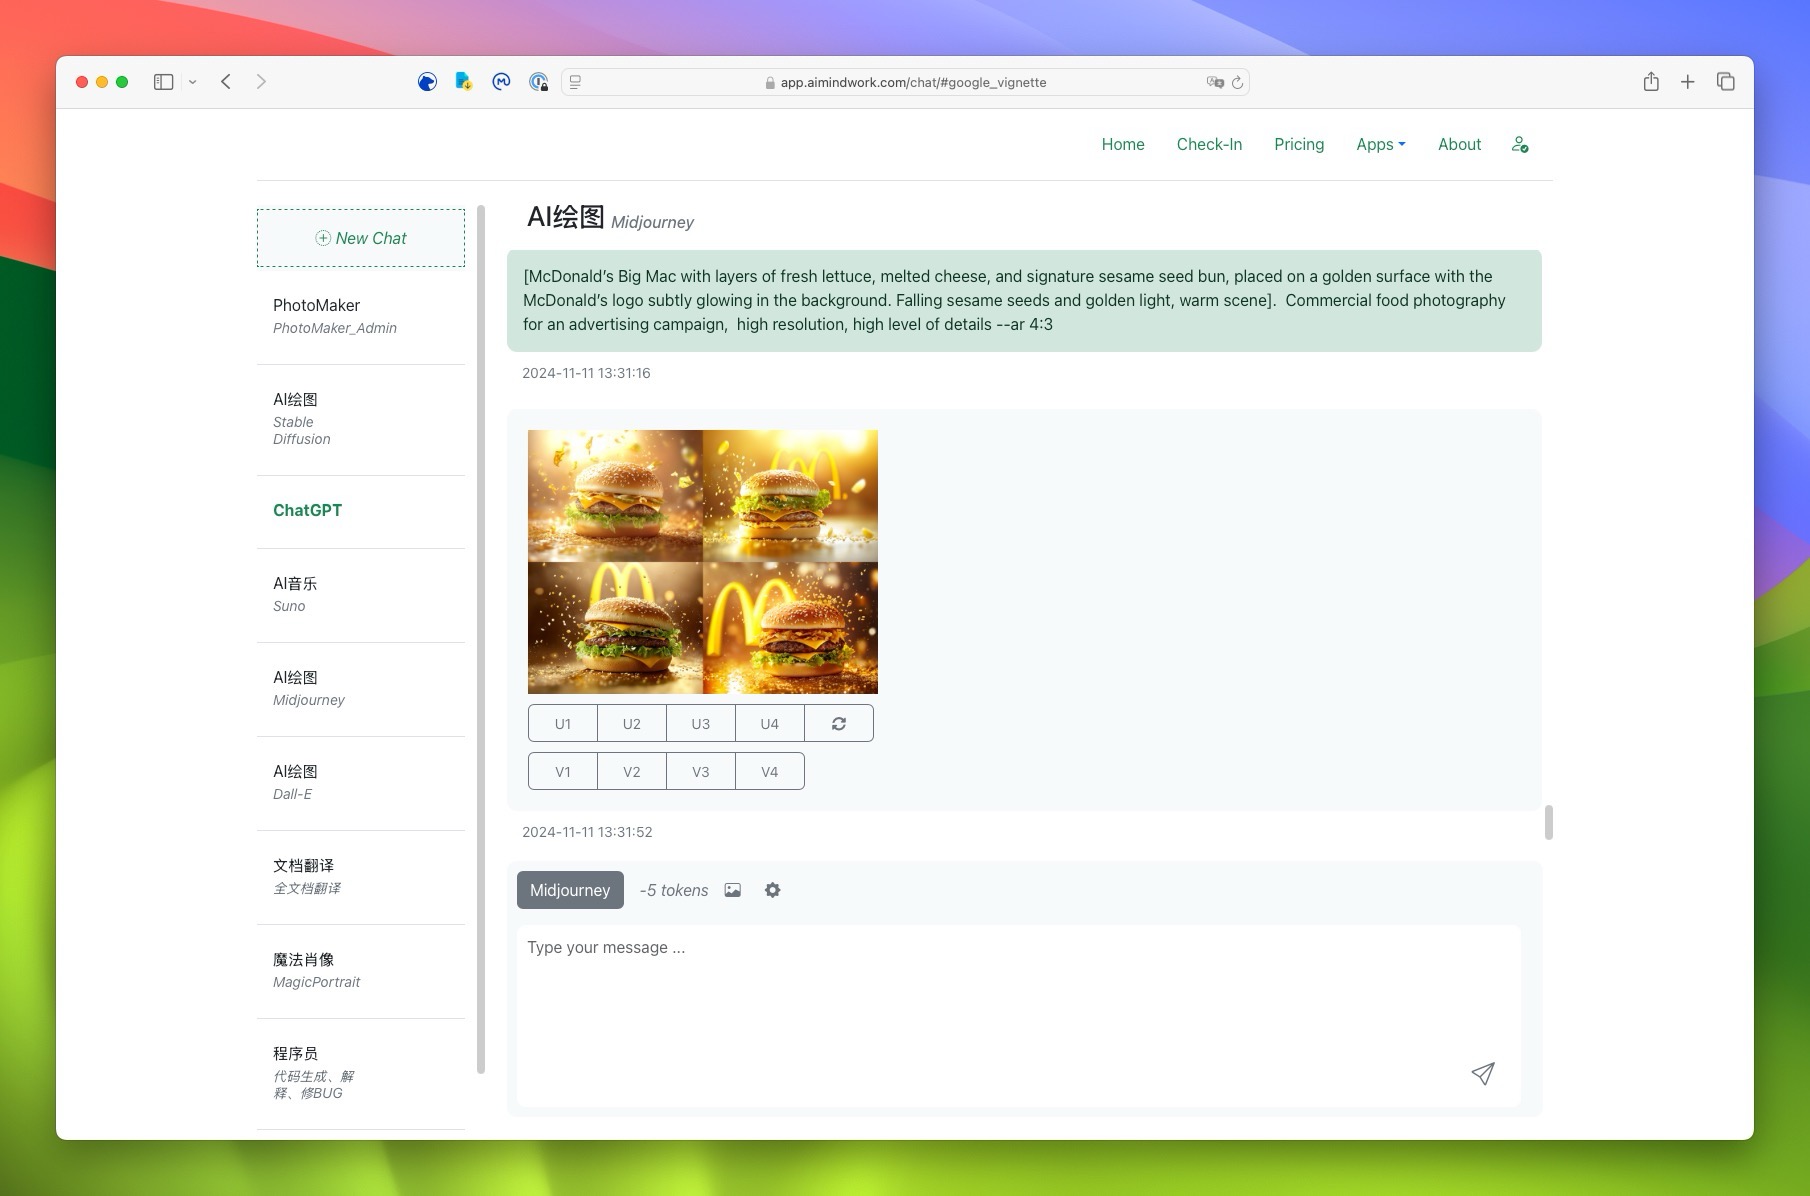 app.aimindwork.com/chat/#google_vignette
Home
Check-In
Pricing
Apps
About
New Chat
PhotoMaker
PhotoMaker_Admin
AI绘图
Stable
Diffusion
ChatGPT
AI音乐
Suno
AI绘图
Midjourney
AI绘图
Dall-E
文档翻译
全文档翻译
魔法肖像
MagicPortrait
程序员
代码生成、解
释、修BUG
AI绘图 Midjourney
[McDonald’s Big Mac with layers of fresh lettuce, melted cheese, and signature sesame seed bun, placed on a golden surface with the
McDonald’s logo subtly glowing in the background. Falling sesame seeds and golden light, warm scene].  Commercial food photography
for an advertising campaign,  high resolution, high level of details --ar 4:3
2024-11-11 13:31:16
U1
U2
U3
U4
V1
V2
V3
V4
2024-11-11 13:31:52
Midjourney
-5 tokens
Type your message ...